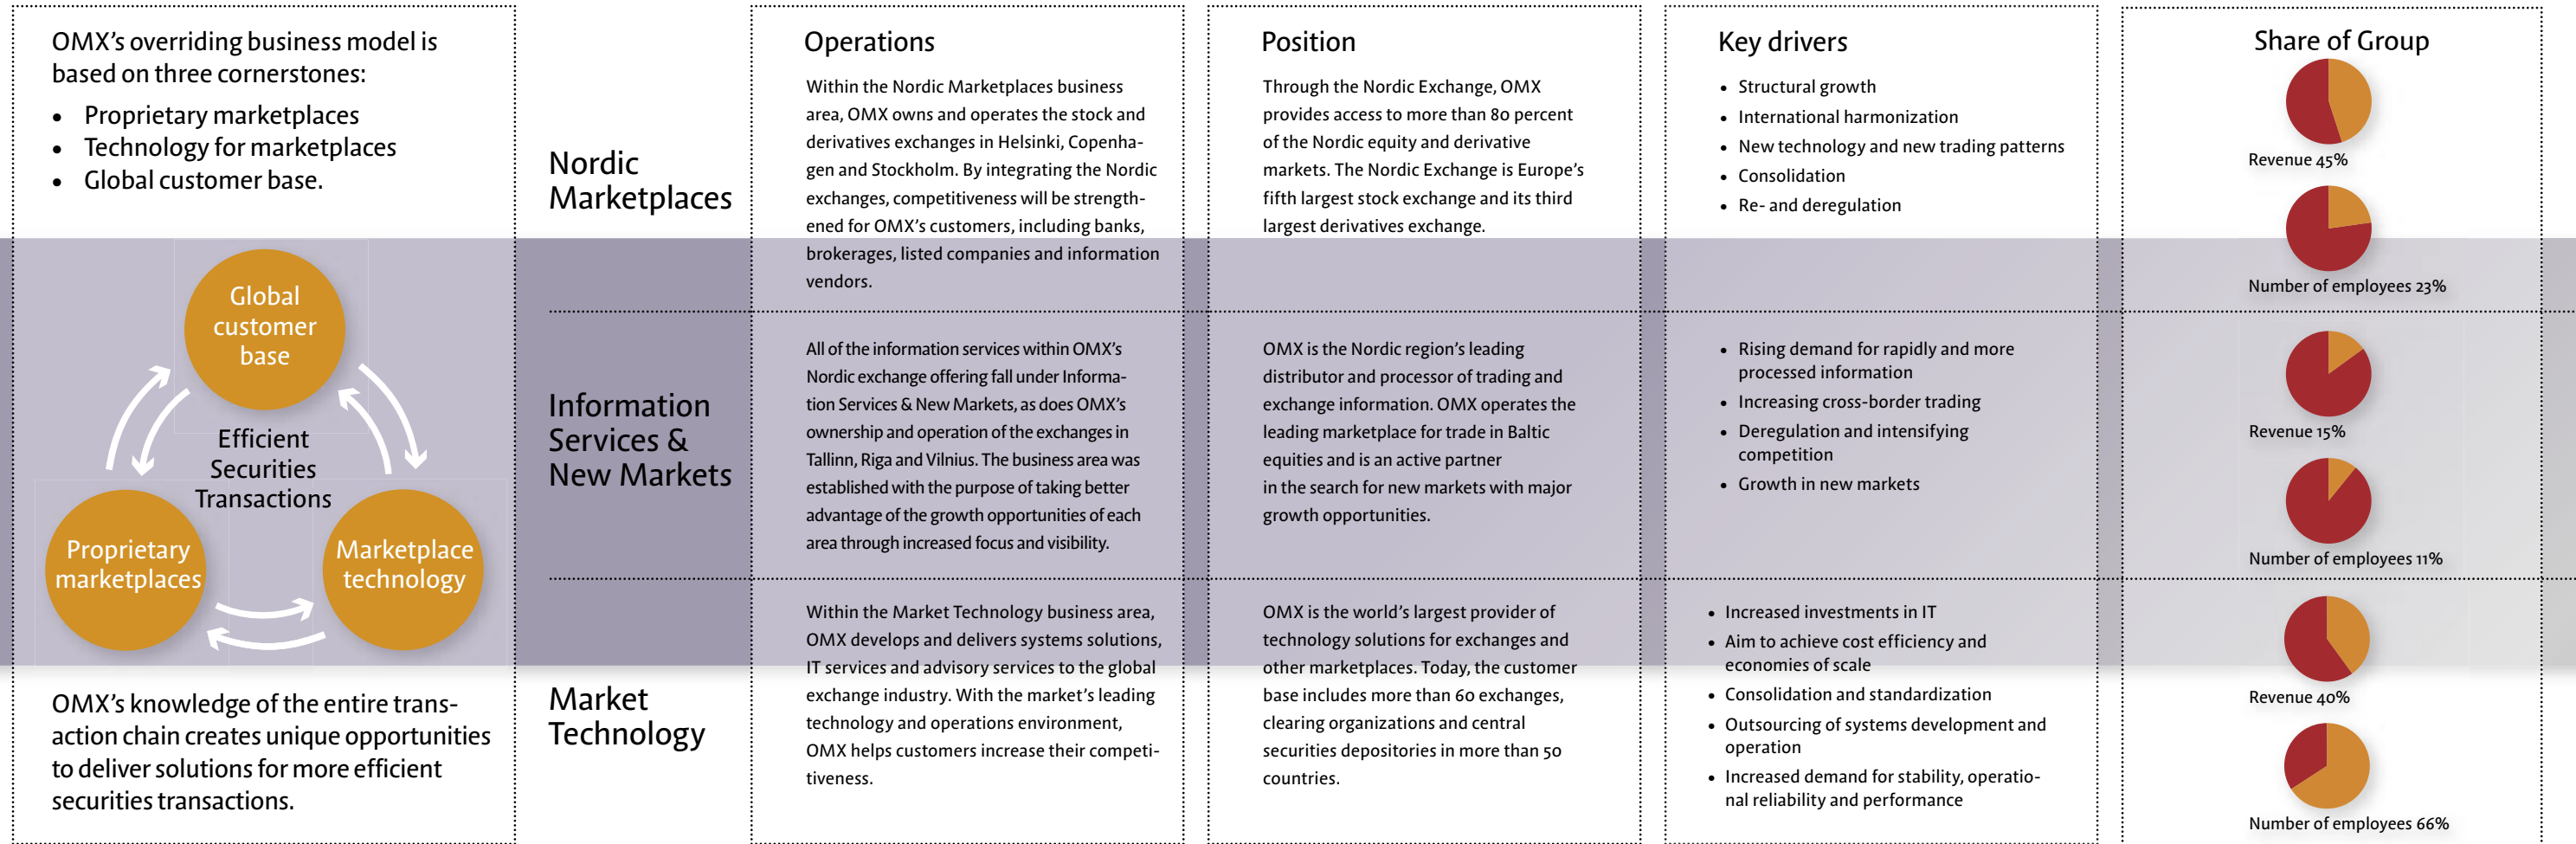 OMX's overriding business model is
based on three cornerstones:
• Proprietary marketplaces
• Technology for marketplaces
• Global customer base.
Global
customer
base
Efficient
Securities
Transactions
Proprietary
marketplaces
Marketplace
technology
OMX's knowledge of the entire trans-
action chain creates unique opportunities
to deliver solutions for more efficient
securities transactions.
Operations
Position
Key drivers
Share of Group
Nordic
Marketplaces
Within the Nordic Marketplaces business
area, OMX owns and operates the stock and
derivatives exchanges in Helsinki, Copenha-
gen and Stockholm. By integrating the Nordic
exchanges, competitiveness will be strength-
ened for OMX's customers, including banks,
brokerages, listed companies and information
vendors.
Through the Nordic Exchange, OMX
provides access to more than 80 percent
of the Nordic equity and derivative
markets. The Nordic Exchange is Europe's
fifth largest stock exchange and its third
largest derivatives exchange.
• Structural growth
• International harmonization
• New technology and new trading patterns
• Consolidation
• Re- and deregulation
Revenue 45%
Number of employees 23%
Information
Services &
New Markets
All of the information services within OMX's
Nordic exchange offering fall under Informa-
tion Services & New Markets, as does OMX's
ownership and operation of the exchanges in
Tallinn, Riga and Vilnius. The business area was
established with the purpose of taking better
advantage of the growth opportunities of each
area through increased focus and visibility.
OMX is the Nordic region's leading
distributor and processor of trading and
exchange information. OMX operates the
leading marketplace for trade in Baltic
equities and is an active partner
in the search for new markets with major
growth opportunities.
• Rising demand for rapidly and more
processed information
• Increasing cross-border trading
• Deregulation and intensifying
competition
• Growth in new markets
Revenue 15%
Number of employees 11%
Market
Technology
Within the Market Technology business area,
OMX develops and delivers systems solutions,
IT services and advisory services to the global
exchange industry. With the market's leading
technology and operations environment,
OMX helps customers increase their competi-
tiveness.
OMX is the world's largest provider of
technology solutions for exchanges and
other marketplaces. Today, the customer
base includes more than 60 exchanges,
clearing organizations and central
securities depositories in more than 50
countries.
• Increased investments in IT
• Aim to achieve cost efficiency and
economies of scale
• Consolidation and standardization
• Outsourcing of systems development and
operation
• Increased demand for stability, operatio-
nal reliability and performance
Revenue 40%
Number of employees 66%